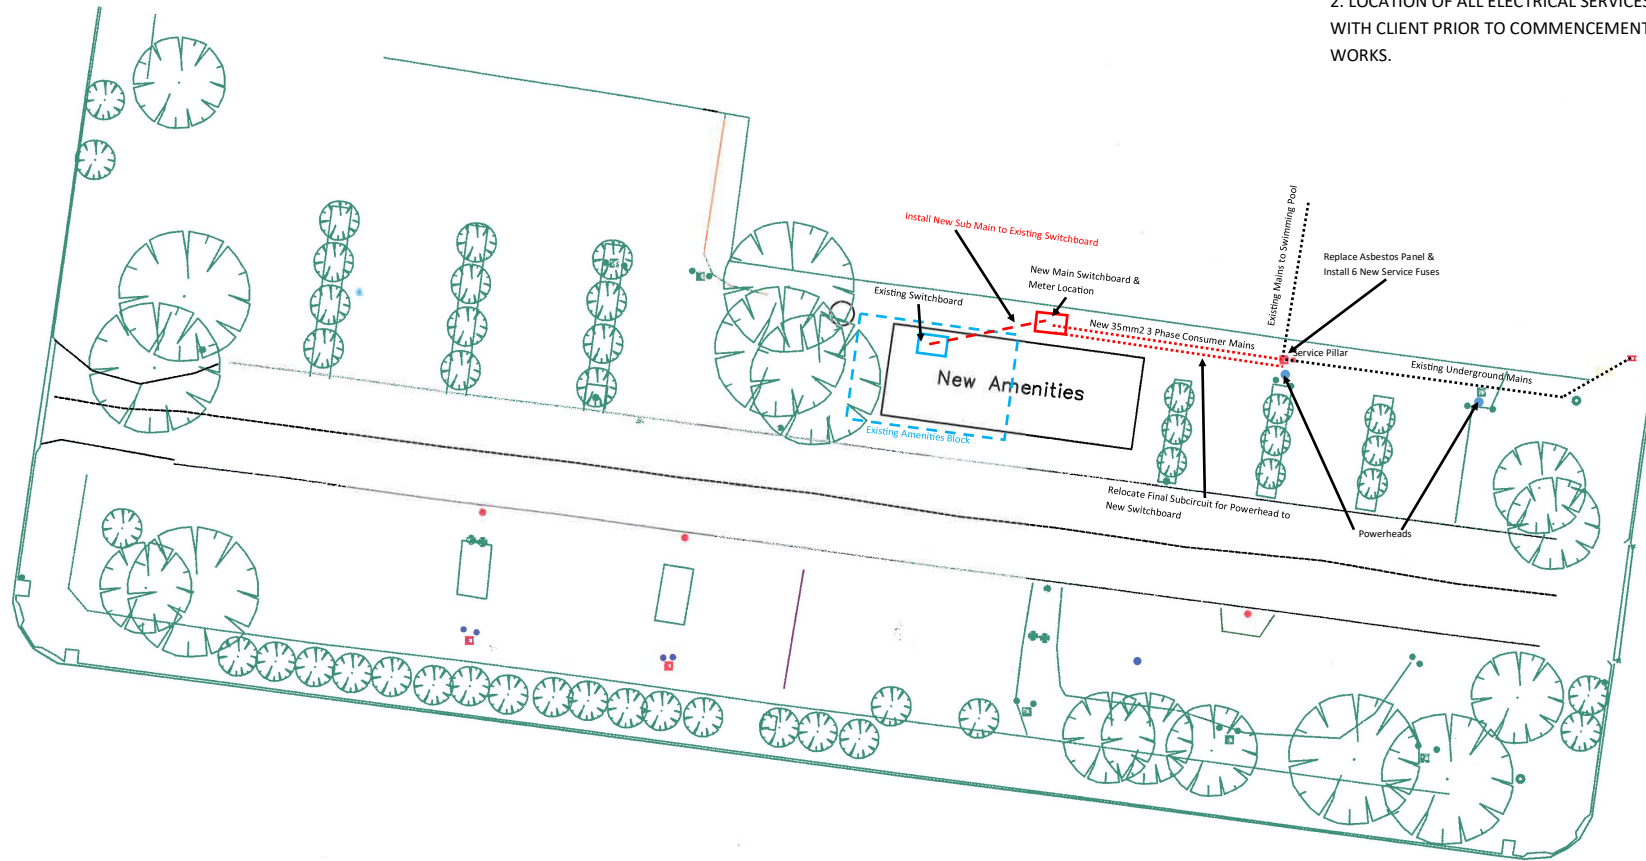 2. LOCATION OF ALL ELECTRICAL SERVICES
WITH CLIENT PRIOR TO COMMENCEMENT
WORKS.
Existing Mains to Swimming Pool
Install New Sub Main to Existing Switchboard
Replace Asbestos Panel &
Install 6 New Service Fuses
New Main Switchboard &
Meter Location
Existing Switchboard
New 35mm2 3 Phase Consumer Mains
Service Pillar
Existing Underground Mains
New Amenities
Existing Amenities Block
Relocate Final Subcircuit for Powerhead to
New Switchboard
Powerheads